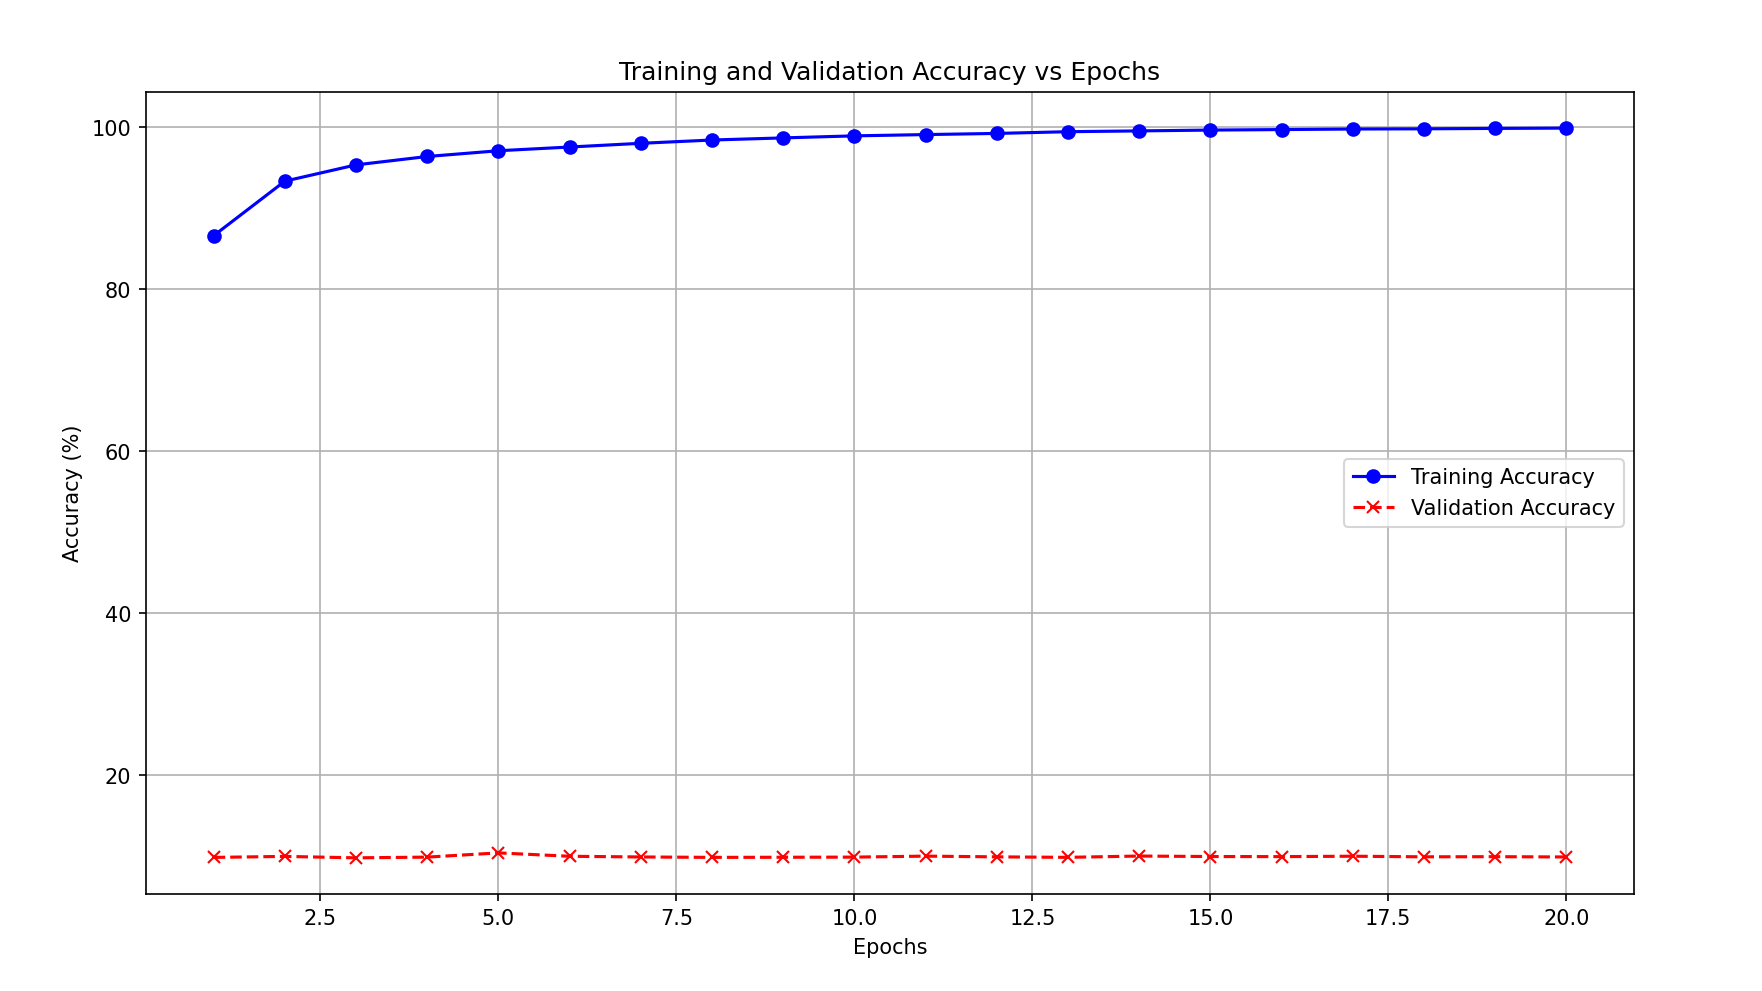 Training and Validation Accuracy vs Epochs
Accuracy (%)
100
80
60
40
20
Training Accuracy
Validation Accuracy
2.5 5.0 7.5 10.0 12.5 15.0 17.5 20.0
Epochs